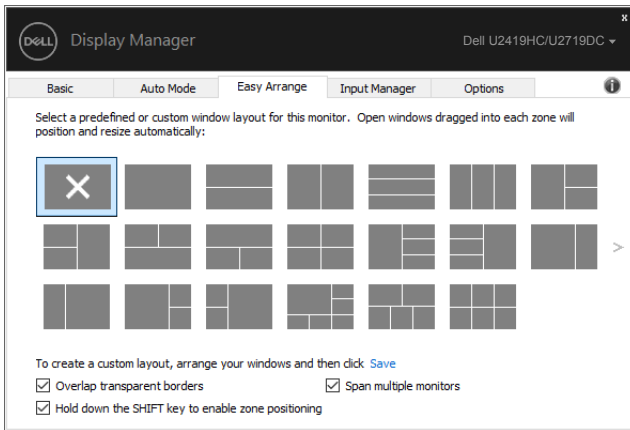 x
DELL Display Manager Dell U2419HC/U2719DC
Basic Auto Mode Easy Arrange Input Manager Options i
Select a predefined or custom window layout for this monitor. Open windows dragged into each zone will
position and resize automatically:
>
To create a custom layout, arrange your windows and then click Save
Overlap transparent borders Span multiple monitors
Hold down the SHIFT key to enable zone positioning